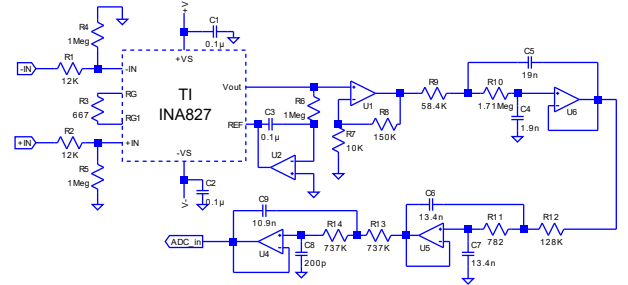 +V
R4
1Meg
C1
0.1µ
+VS
-IN
R1
12K
-IN
TI
INA827
RG
R3
667
RG1
+IN
R2
12K
+IN
R5
1Meg
-VS
C2
0.1µ
V-
Vout
REF
C3
0.1µ
R6
1Meg
U2
U1
R8
150K
R7
10K
R9
58.4K
C5
19n
R10
1.71Meg
C4
1.9n
U6
ADC_in
C9
10.9n
U4
R14
737K
C8
200p
R13
737K
C6
13.4n
U5
R11
782
C7
13.4n
R12
128K